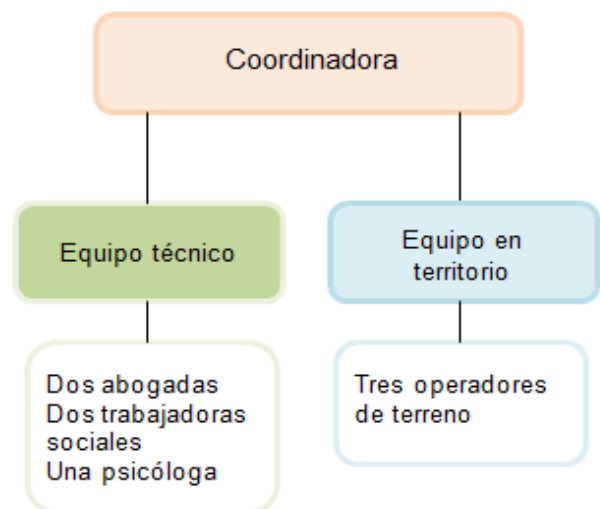 Coordinadora
Equipo técnico
Equipo en
territorio
Dos abogadas
Dos trabajadoras
sociales
Una psicóloga
Tres operadores
de terreno